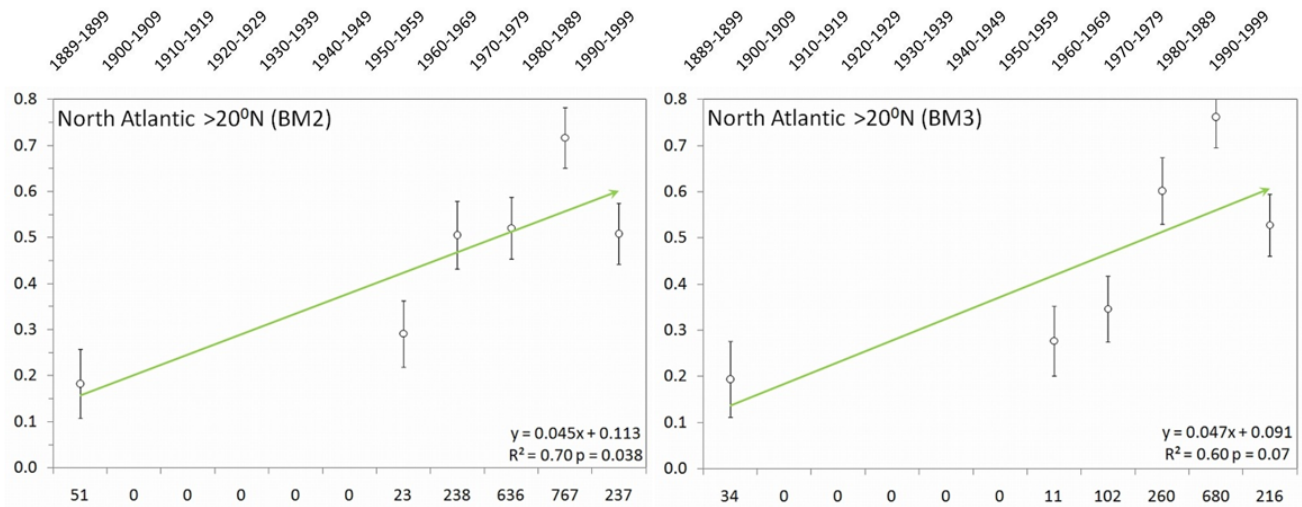 1889-1899 1900-1909 1910-1919 1920-1929 1930-1939 1940-1949 1950-1959 1960-1969 1970-1979 1980-1989 1990-1999
North Atlantic >20⁰N (BM2)
0.8
0.7
0.6
0.5
0.4
0.3
0.2
0.1
0.0
y = 0.045x + 0.113
R² = 0.70 p = 0.038
51 0 0 0 0 0 23 238 636 767 237
1889-1899 1900-1909 1910-1919 1920-1929 1930-1939 1940-1949 1950-1959 1960-1969 1970-1979 1980-1989 1990-1999
North Atlantic >20⁰N (BM3)
0.8
0.7
0.6
0.5
0.4
0.3
0.2
0.1
0.0
y = 0.047x + 0.091
R² = 0.60 p = 0.07
34 0 0 0 0 0 11 102 260 680 216